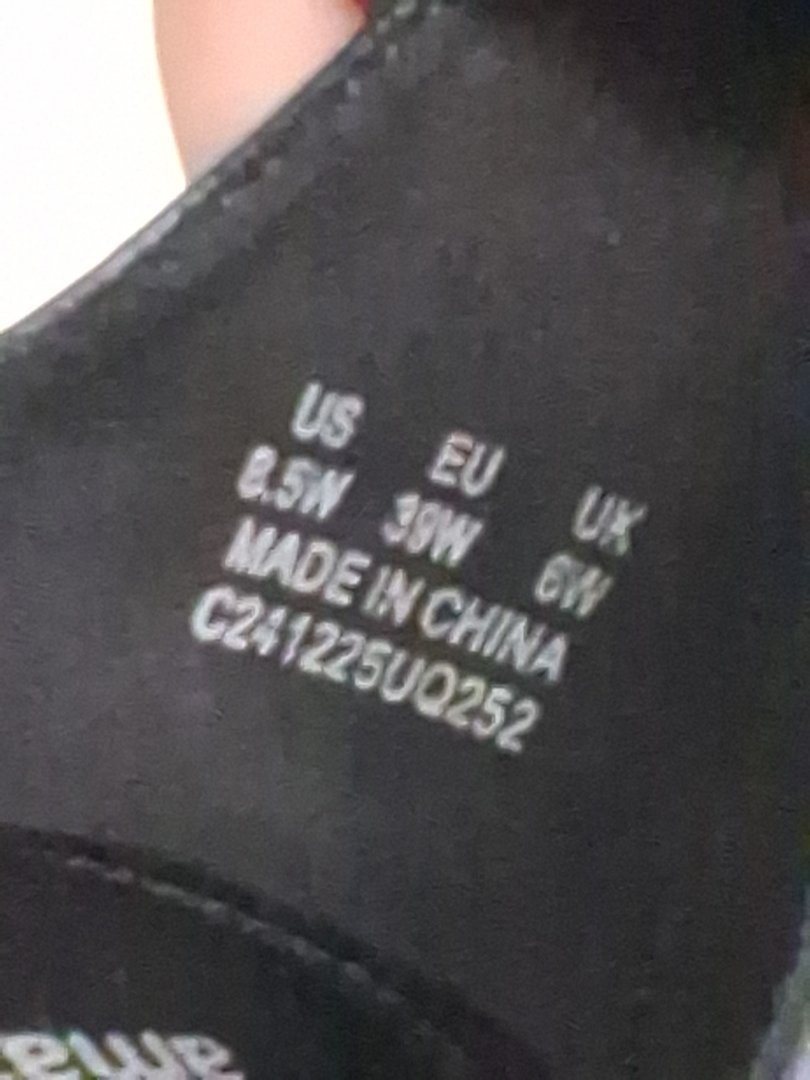 US EU UK
8.5W 39W 6W
MADE IN CHINA
C241225UQ252